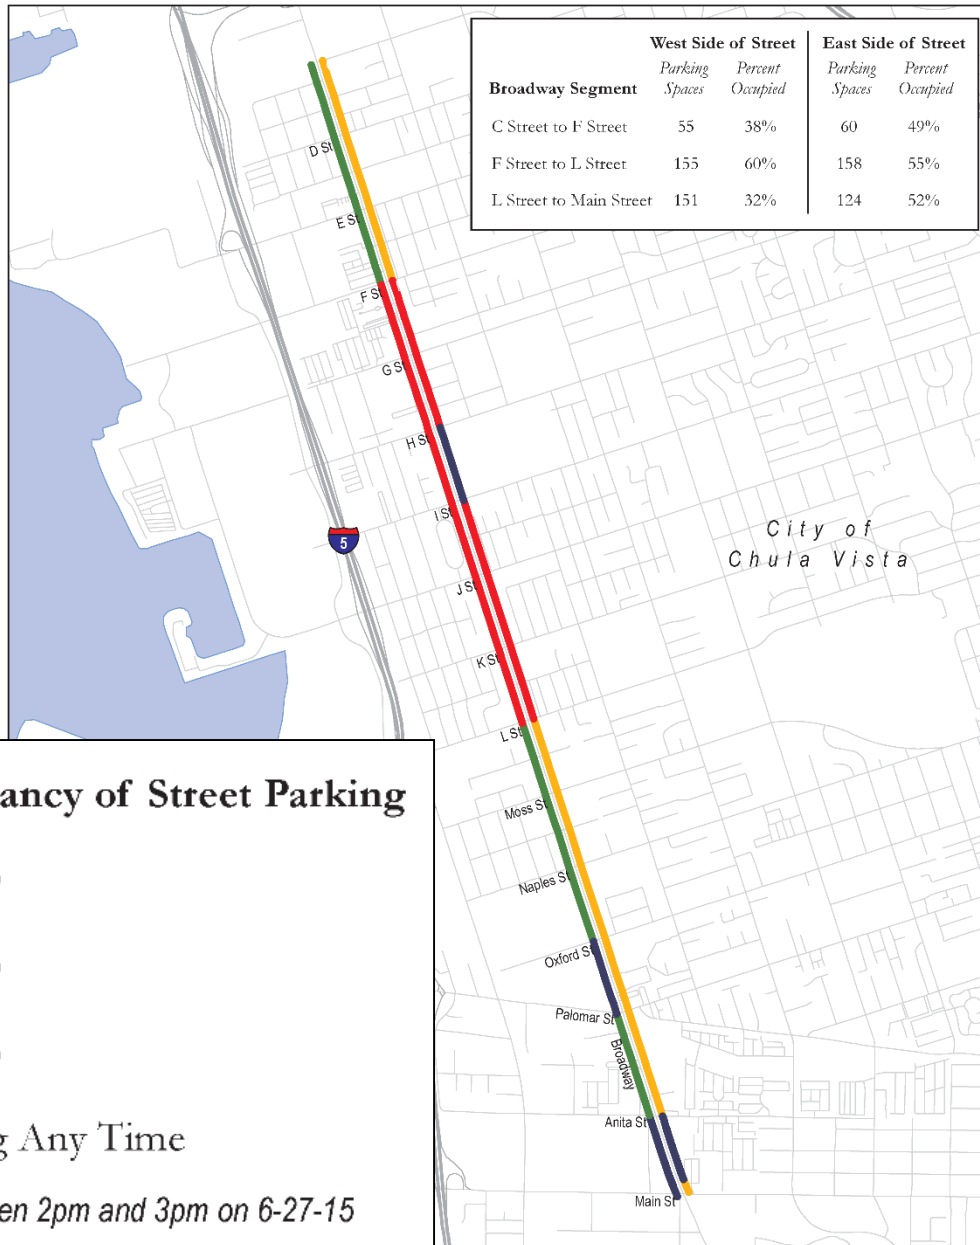 West Side of Street East Side of Street
Parking Percent Parking Percent
Broadway Segment Spaces Occupied Spaces Occupied
C Street to F Street 55 38% 60 49%
F Street to L Street 155 60% 158 55%
L Street to Main Street 151 32% 124 52%
D St
E St
F St
G St
H St
I St
5
City of
Chula Vista
J St
K St
L St
ancy of Street Parking
Moss St
Naples St
Oxford St
Palomar St
Broadway
Anita St
g Any Time
Main St
en 2pm and 3pm on 6-27-15